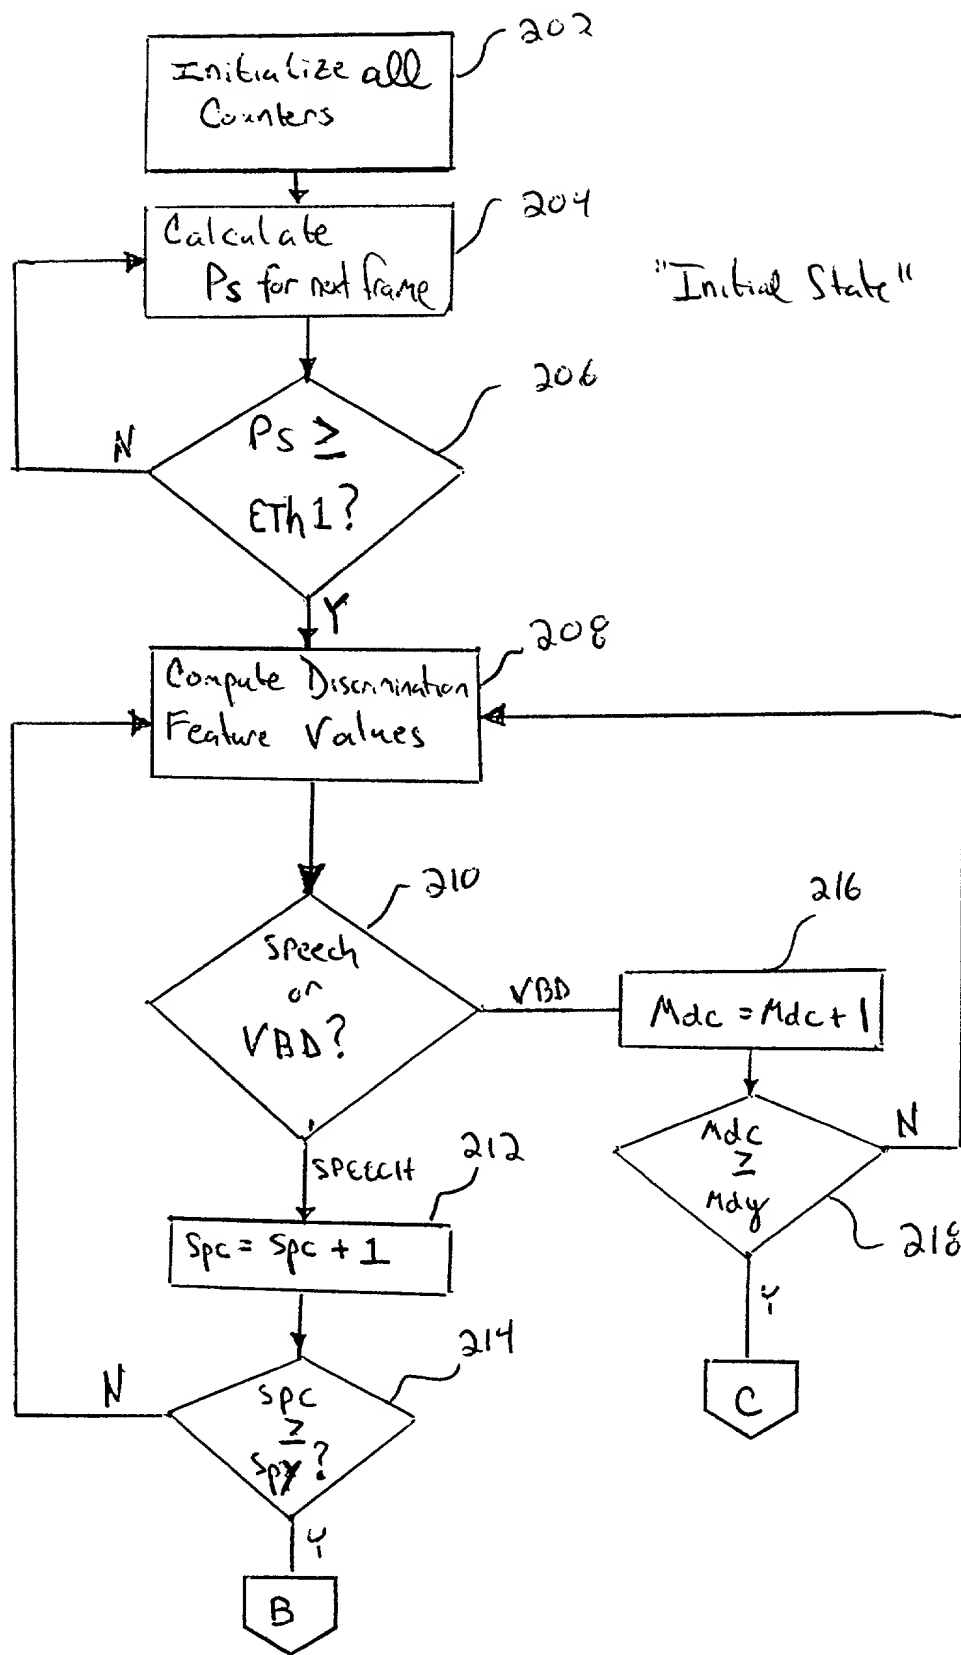 202
Initialize all
Counters
204
Calculate
Ps for next frame
"Initial State"
206
Ps ≥
ETh1?
N
Y
208
Compute Discrimination
Feature Values
210
Speech
or
VBD?
VBD
216
Mdc = Mdc + 1
SPEECH
212
Spc = Spc + 1
Mdc
≥
Mdy
N
218
Y
214
Spc
≥
Spy?
N
C
Y
B